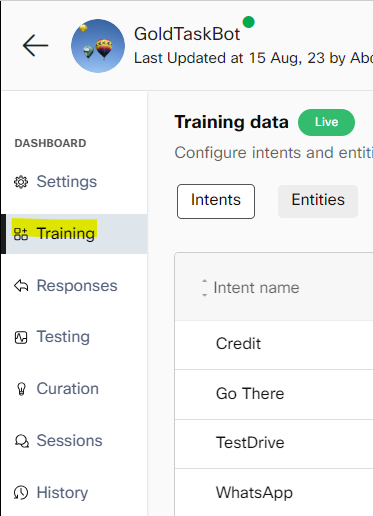 GoldTaskBot
Last Updated at 15 Aug, 23 by Abd
DASHBOARD
Settings
Training
Responses
Testing
Curation
Sessions
History
Training data
Live
Configure intents and entiti
Intents
Entities
Intent name
Credit
Go There
TestDrive
WhatsApp